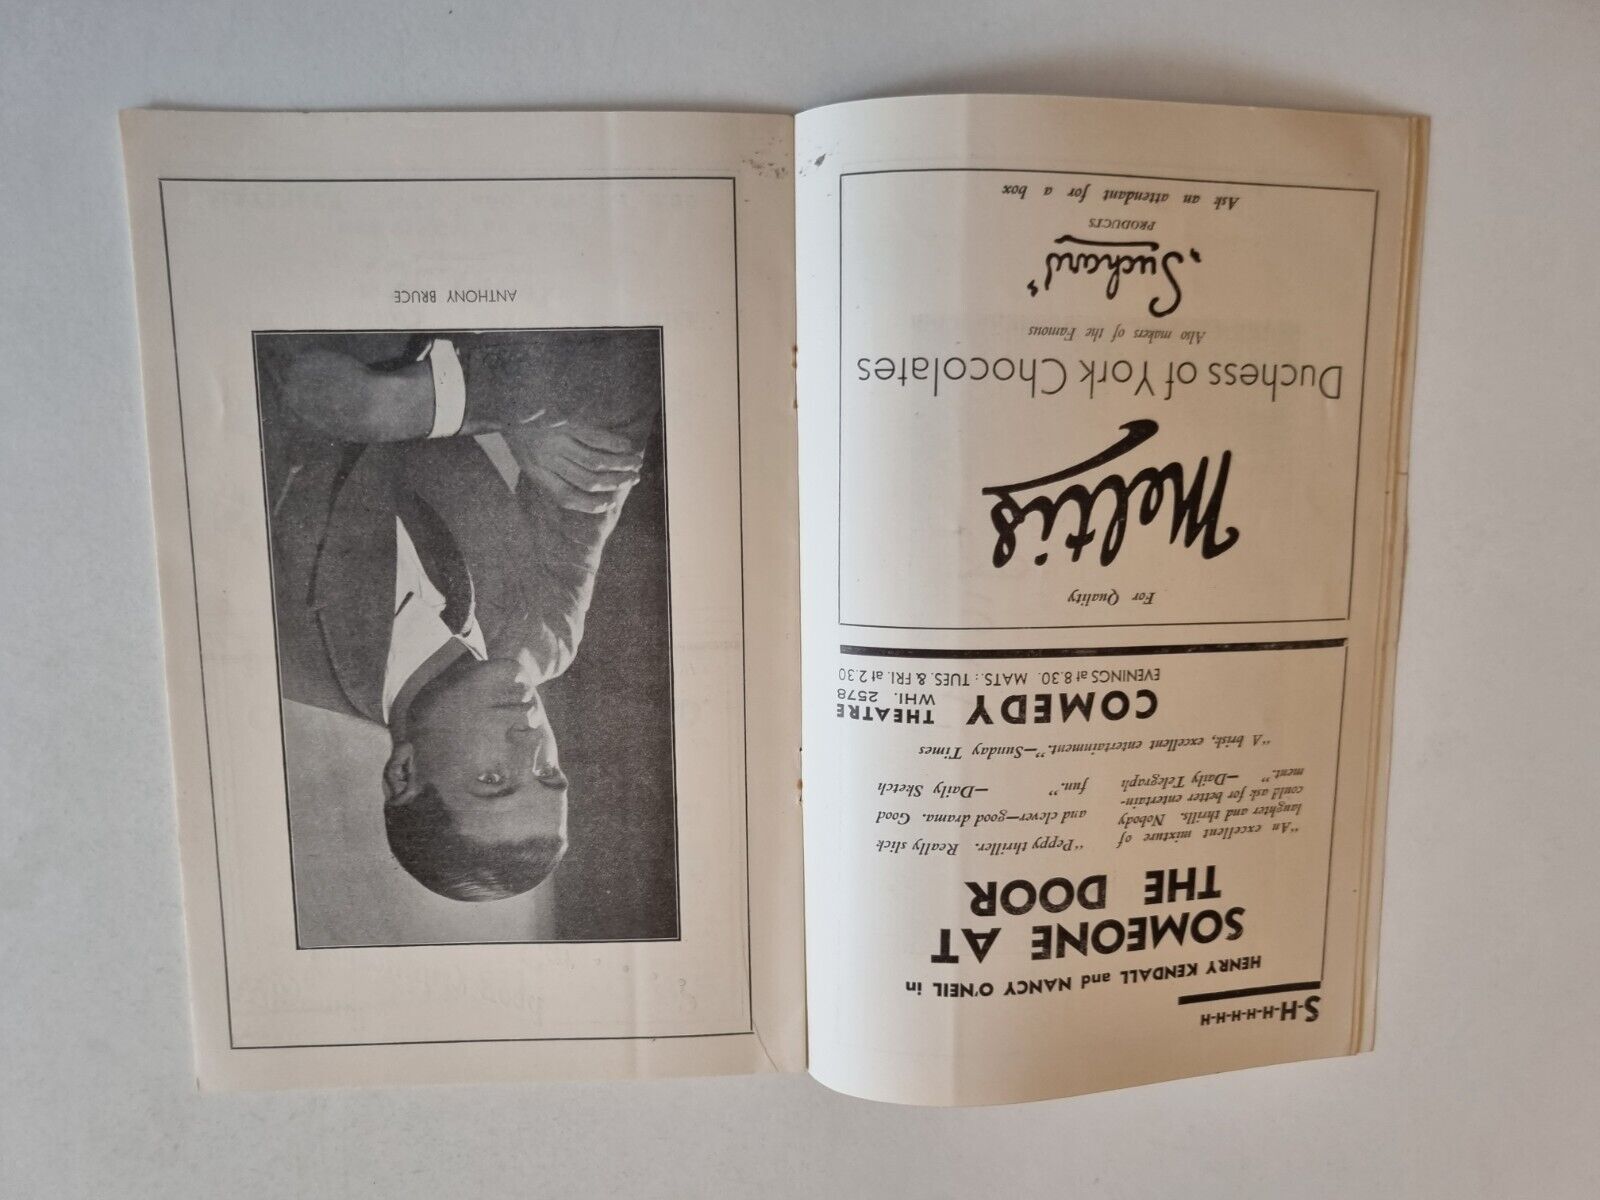 S-H-H-H-H-H-H
HENRY KENDALL and NANCY O'NEIL in
SOMEONE AT
THE DOOR
"An excellent mixture of
laughter and thrills. Nobody
could ask for better entertain-
ment." —Daily Telegraph
"Peppy thriller. Really slick
and clever—good drama. Good
fun." —Daily Sketch
"A brisk, excellent entertainment."—Sunday Times
COMEDY THEATRE
WHI. 2578
EVENINGS at 8.30. MATS.: TUES. & FRI. at 2.30
For Quality
Meltis
Duchess of York Chocolates
Also makers of the Famous
Suchard's
PRODUCTS
Ask an attendant for a box
ANTHONY BRUCE